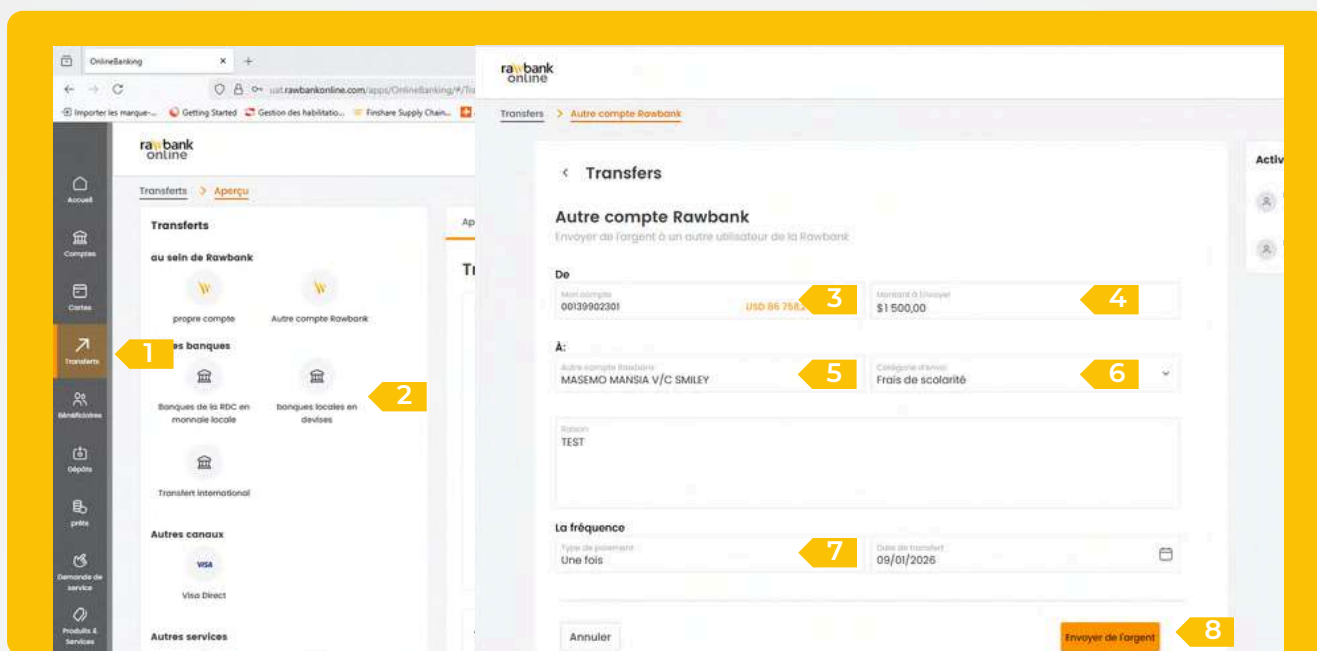 OnlineBanking × +
uat.rawbankonline.com/apps/OnlineBanking/#/Tra
Importer les marque-... Getting Started Gestion des habilitatio... Finshare Supply Chain...
rawbank
online
Transferts > Aperçu
Accueil
Comptes
Cartes
Transferts
Bénéficiaires
Dépôts
prêts
Demande de
service
Produits &
Services
Transferts
au sein de Rawbank
propre compte Autre compte Rawbank
1
es banques
2
Banques de la RDC en
monnaie locale
banques locales en
devises
Transfert international
Autres canaux
VISA
Visa Direct
Autres services
Ap
Tr
rawbank
online
Transfers > Autre compte Rawbank
< Transfers
Autre compte Rawbank
Envoyer de l'argent à un autre utilisateur de la Rawbank
De
Mon compte
00139902301 USD 86 758,2
3
Montant à Envoyer
$1 500,00
4
À:
Autre compte Rawbank
MASEMO MANSIA V/C SMILEY
5
Catégorie d'envoi
Frais de scolarité
6
Raison
TEST
La fréquence
Type de paiement
Une fois
7
Date de transfert
09/01/2026
Annuler
Envoyer de l'argent
8
Activ